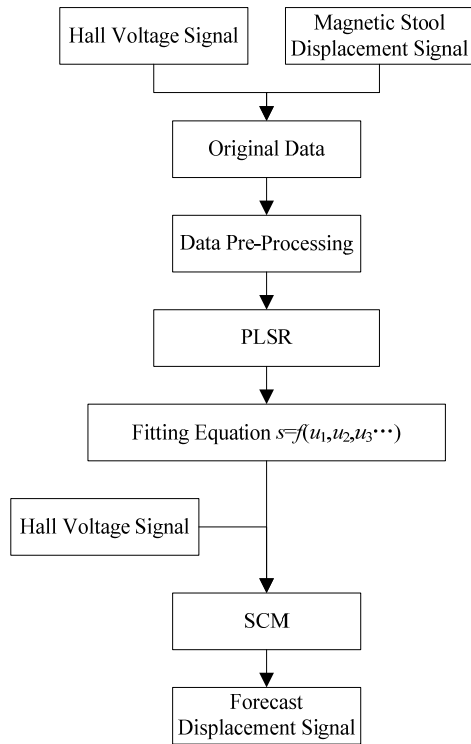 Hall Voltage Signal
Magnetic Stool
Displacement Signal
Original Data
Data Pre-Processing
PLSR
Fitting Equation s=f(u₁,u₂,u₃···)
Hall Voltage Signal
SCM
Forecast
Displacement Signal